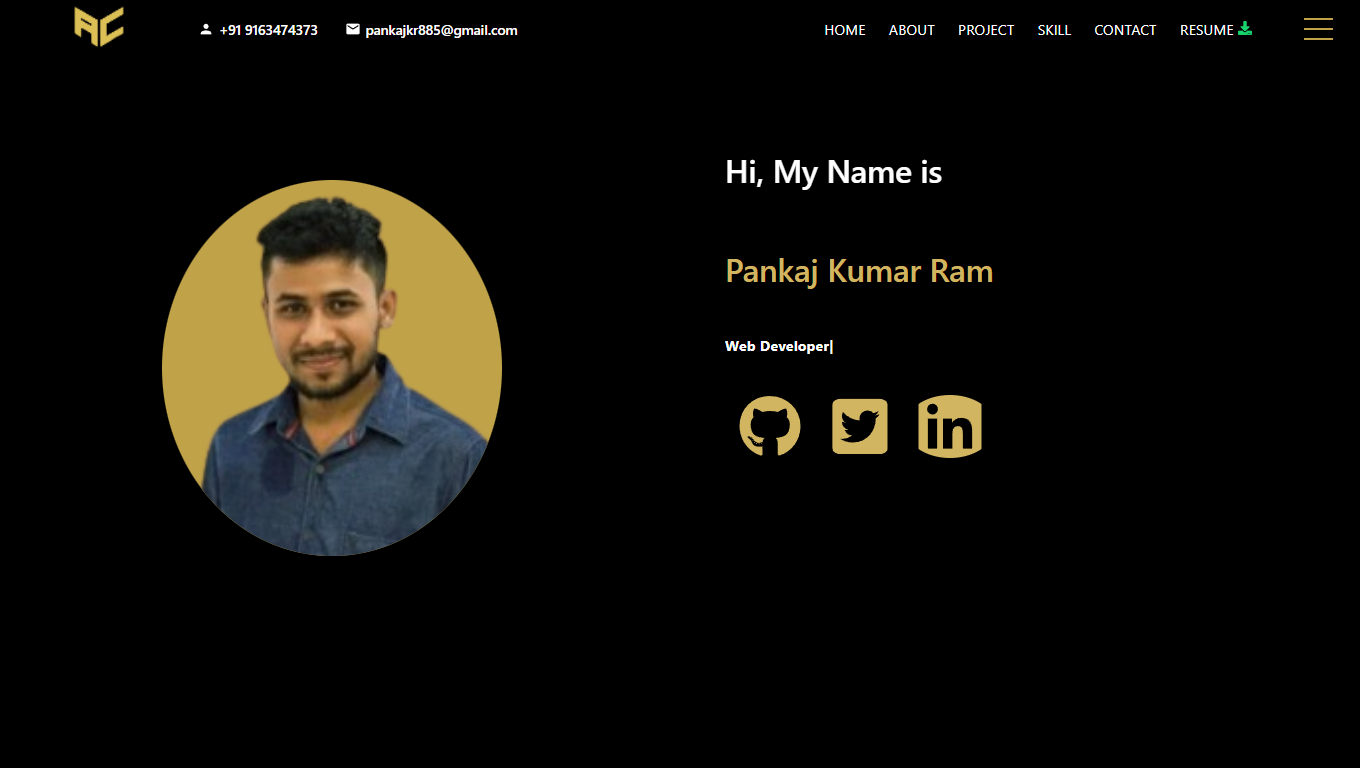 AC
+91 9163474373
pankajkr885@gmail.com
HOME ABOUT PROJECT SKILL CONTACT RESUME
Hi, My Name is
Pankaj Kumar Ram
Web Developer|
in